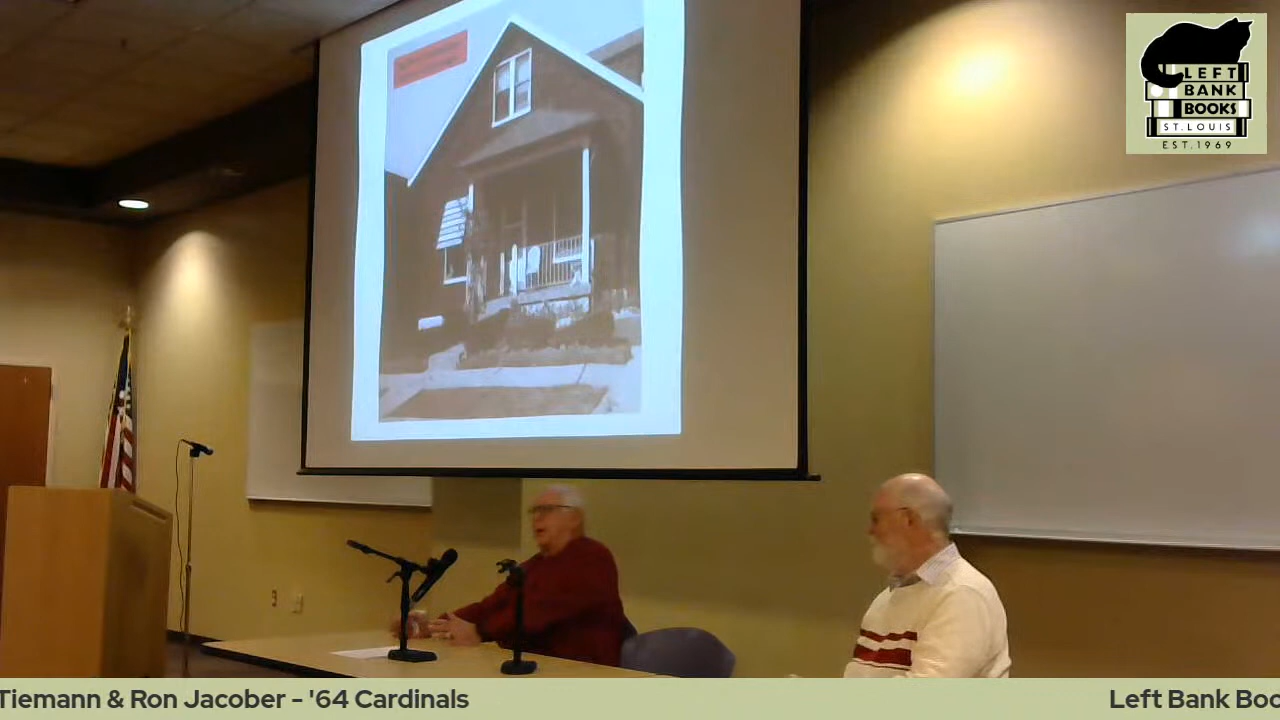 LEFT
BANK
BOOKS
ST. LOUIS
EST. 1969
Tiemann & Ron Jacober - '64 Cardinals
Left Bank Boo